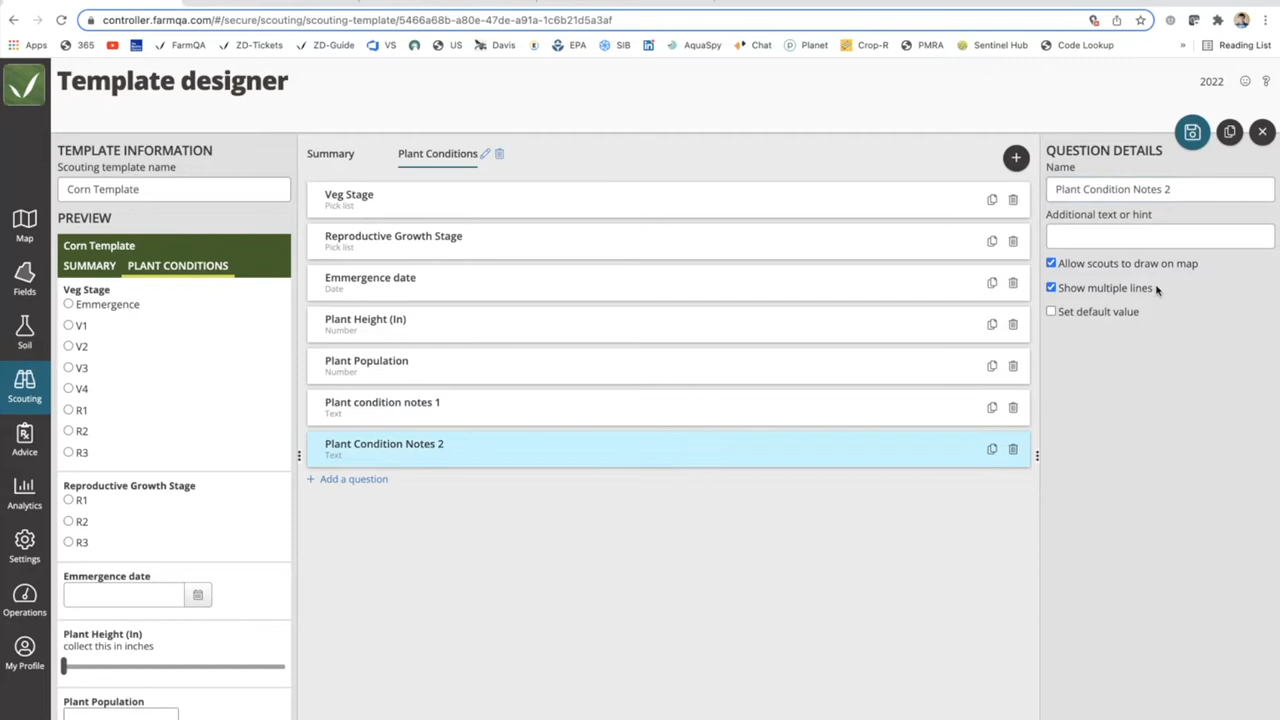 controller.farmqa.com/#/secure/scouting/scouting-template/5466a68b-a80e-47de-a91a-1c6b21d5a3af
Apps 365 FarmQA ZD-Tickets ZD-Guide VS US Davis EPA SIB AquaSpy Chat Planet Crop-R PMRA Sentinel Hub Code Lookup » Reading List
Template designer
2022
TEMPLATE INFORMATION
Scouting template name
Corn Template
PREVIEW
Corn Template
SUMMARY PLANT CONDITIONS
Veg Stage
Emmergence
V1
V2
V3
V4
R1
R2
R3
Reproductive Growth Stage
R1
R2
R3
Emmergence date
Plant Height (In)
collect this in inches
Plant Population
Map
Fields
Soil
Scouting
Advice
Analytics
Settings
Operations
My Profile
Summary Plant Conditions
Veg Stage
Pick list
Reproductive Growth Stage
Pick list
Emmergence date
Date
Plant Height (In)
Number
Plant Population
Number
Plant condition notes 1
Text
Plant Condition Notes 2
Text
+ Add a question
QUESTION DETAILS
Name
Plant Condition Notes 2
Additional text or hint
Allow scouts to draw on map
Show multiple lines
Set default value